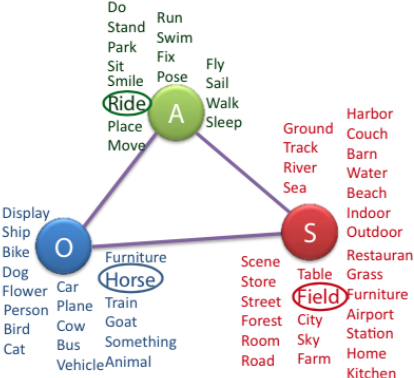 Do
Stand
Park
Sit
Smile
Ride
Place
Move
Run
Swim
Fix
Pose
Fly
Sail
Walk
Sleep
A
Ground
Track
River
Sea
Harbor
Couch
Barn
Water
Beach
Indoor
Outdoor
Restauran
Grass
Furniture
Airport
Station
Home
Kitchen
S
Scene
Store
Street
Forest
Room
Road
Table
Field
City
Sky
Farm
Display
Ship
Bike
Dog
Flower
Person
Bird
Cat
O
Car
Plane
Cow
Bus
Vehicle
Furniture
Horse
Train
Goat
Something
Animal